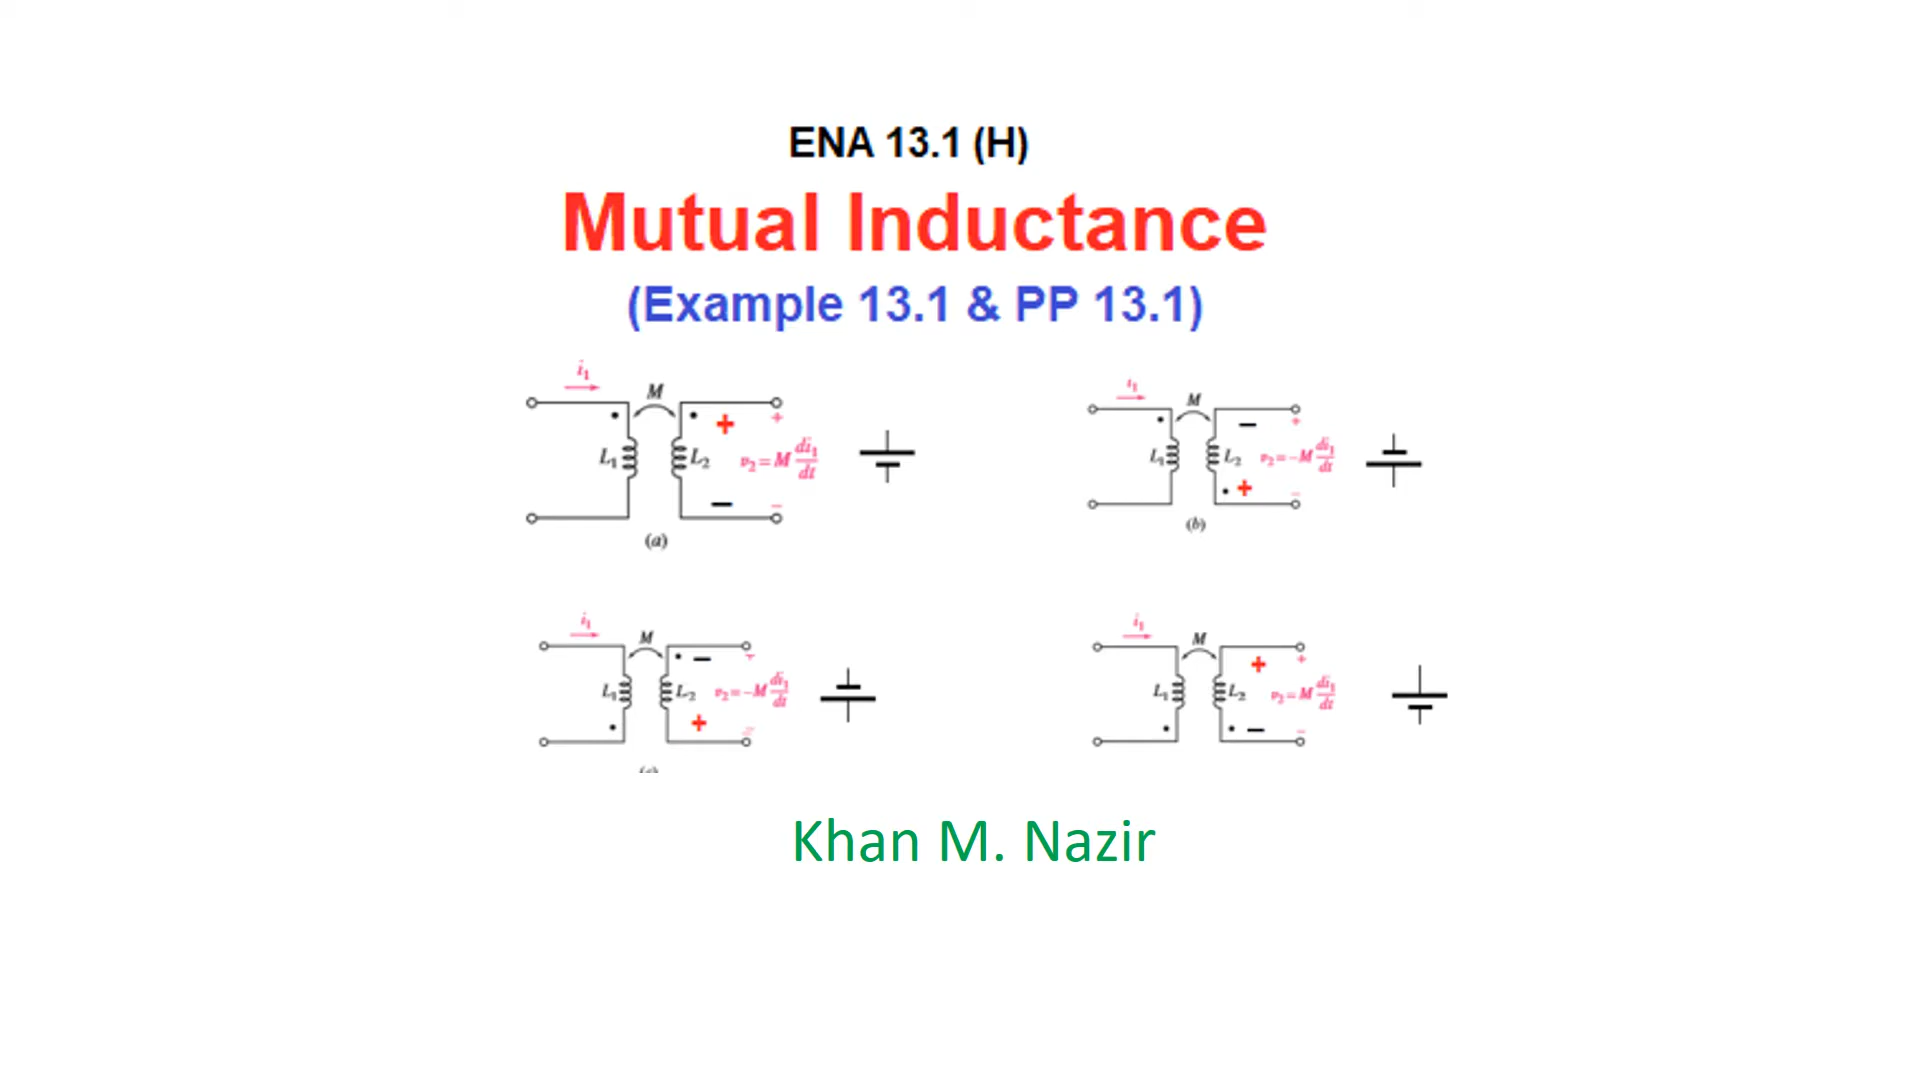 ENA 13.1 (H)
Mutual Inductance
(Example 13.1 & PP 13.1)
i₁
M
L₁
L₂
+
−
+
v₂ = M di₁/dt
−
(a)
i₁
M
L₁
L₂
−
+
+
v₂ = −M di₁/dt
−
(b)
i₁
M
L₁
L₂
−
+
+
v₂ = −M di₁/dt
−
i₁
M
L₁
L₂
+
−
+
v₂ = M di₁/dt
−
Khan M. Nazir